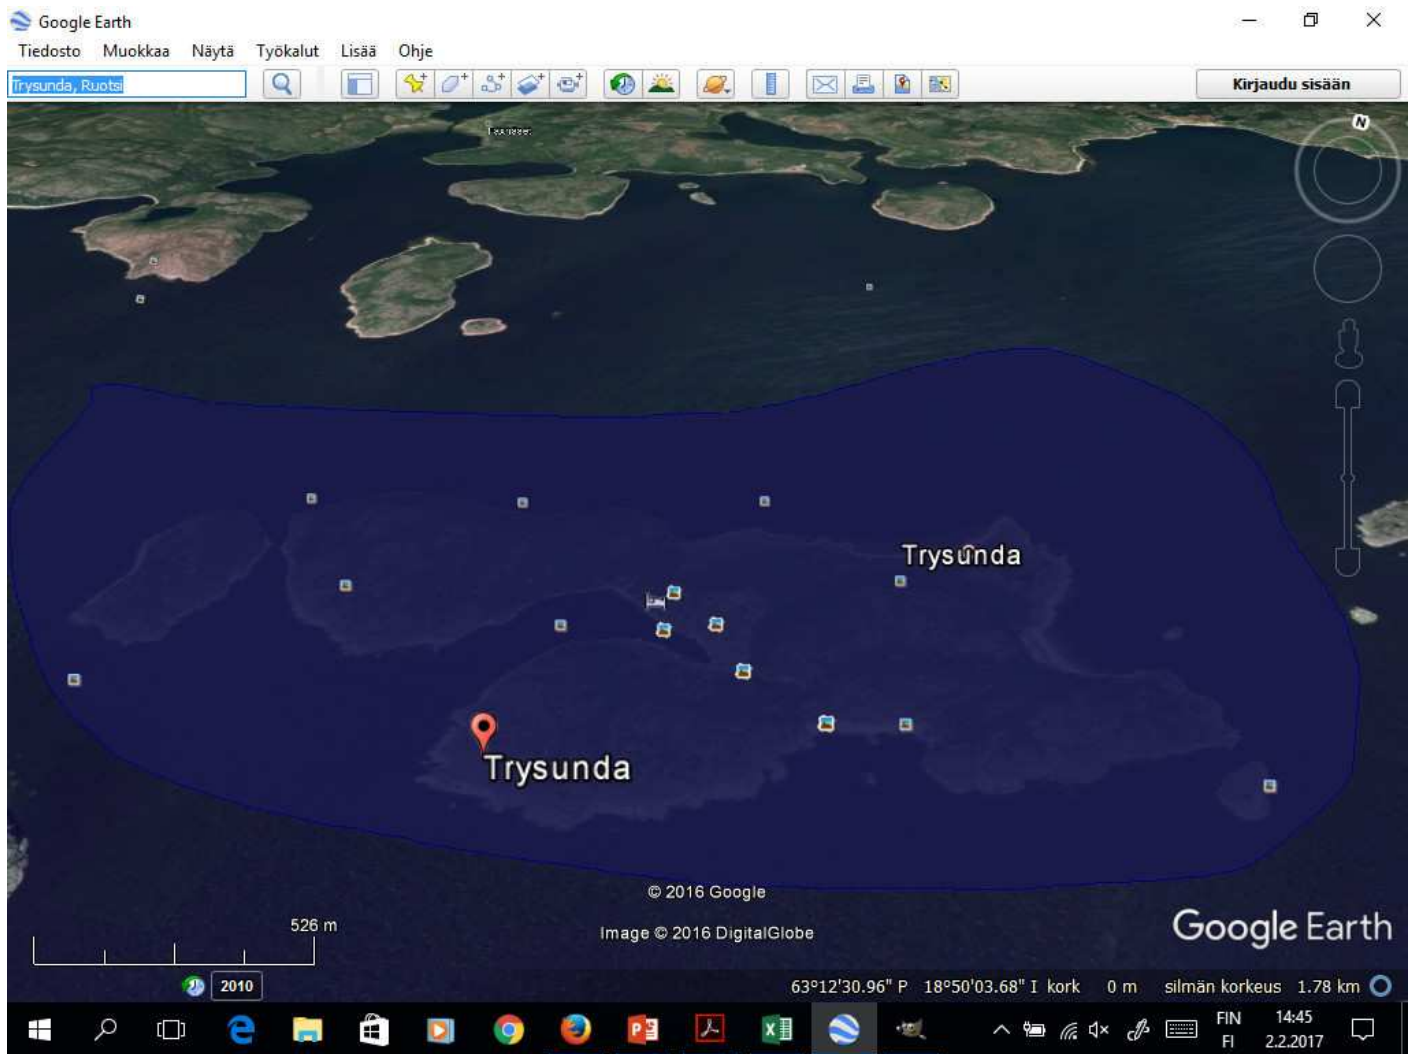 Google Earth
Tiedosto Muokkaa Näytä Työkalut Lisää Ohje
Trysunda, Ruotsi
Kirjaudu sisään
N
Trysunda
Trysunda
© 2016 Google
526 m
Image © 2016 DigitalGlobe
Google Earth
2010
63°12'30.96" P 18°50'03.68" I kork 0 m silmän korkeus 1.78 km
FIN 14:45
FI 2.2.2017